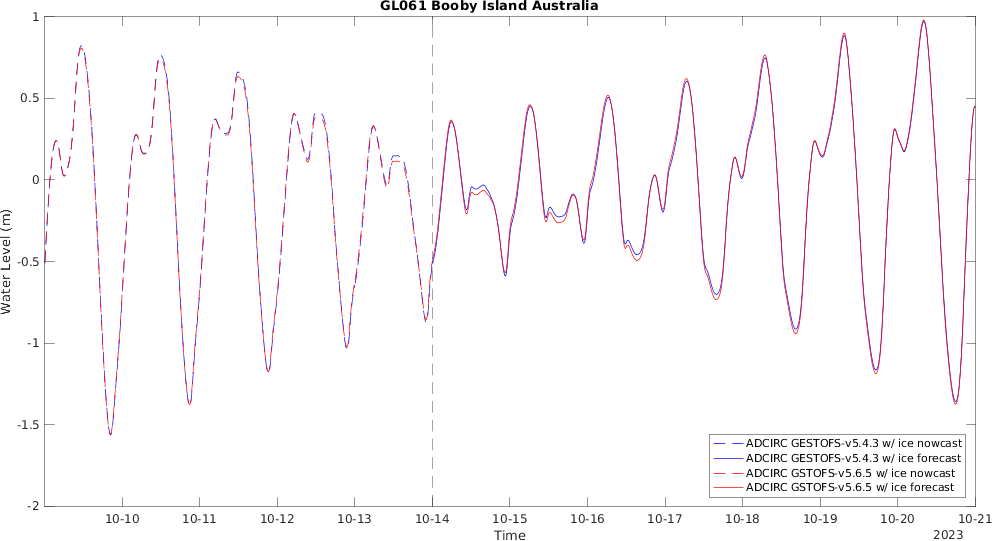 GL061 Booby Island Australia
1
0.5
0
-0.5
-1
-1.5
-2
Water Level (m)
ADCIRC GESTOFS-v5.4.3 w/ ice nowcast
ADCIRC GESTOFS-v5.4.3 w/ ice forecast
ADCIRC GSTOFS-v5.6.5 w/ ice nowcast
ADCIRC GSTOFS-v5.6.5 w/ ice forecast
10-10 10-11 10-12 10-13 10-14 10-15 10-16 10-17 10-18 10-19 10-20 10-21
Time
2023